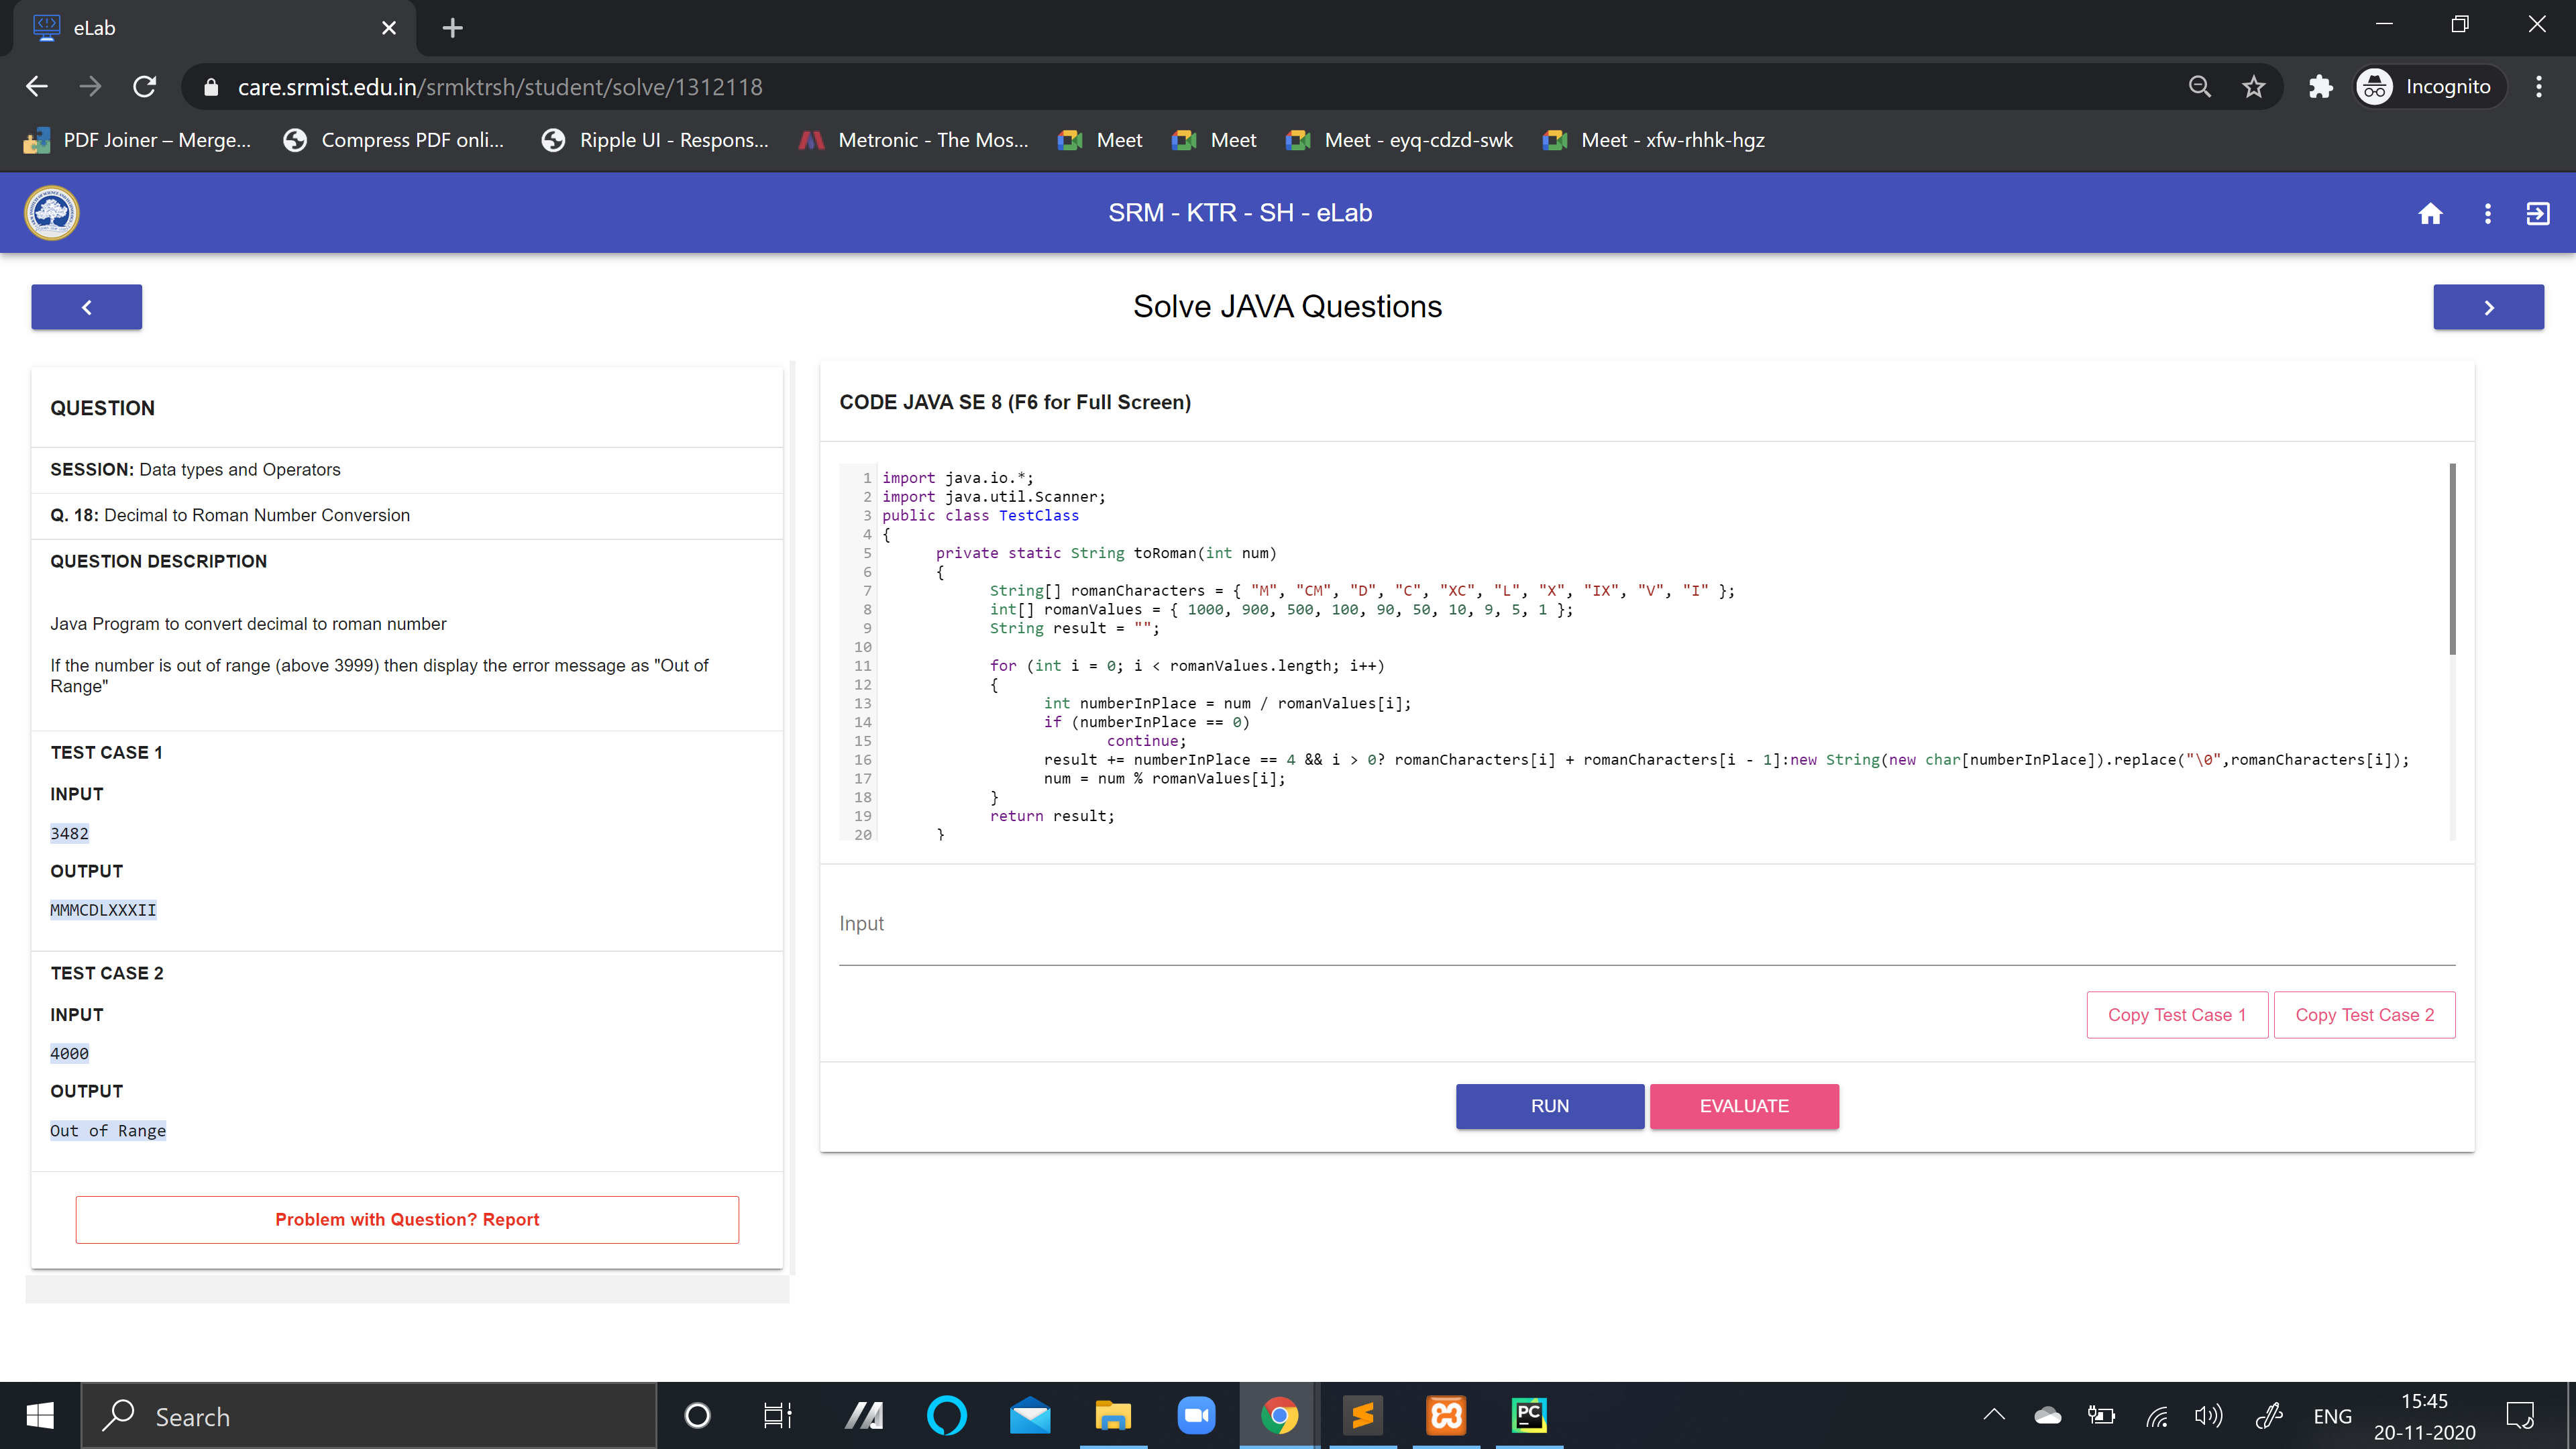 eLab
care.srmist.edu.in/srmktrsh/student/solve/1312118
Incognito
PDF Joiner – Merge...
Compress PDF onli...
Ripple UI - Respons...
Metronic - The Mos...
Meet
Meet
Meet - eyq-cdzd-swk
Meet - xfw-rhhk-hgz
SRM - KTR - SH - eLab
Solve JAVA Questions
QUESTION
SESSION: Data types and Operators
Q. 18: Decimal to Roman Number Conversion
QUESTION DESCRIPTION
Java Program to convert decimal to roman number
If the number is out of range (above 3999) then display the error message as "Out of
Range"
TEST CASE 1
INPUT
3482
OUTPUT
MMMCDLXXXII
TEST CASE 2
INPUT
4000
OUTPUT
Out of Range
Problem with Question? Report
CODE JAVA SE 8 (F6 for Full Screen)
1 import java.io.*;
2 import java.util.Scanner;
3 public class TestClass
4 {
5 private static String toRoman(int num)
6 {
7 String[] romanCharacters = { "M", "CM", "D", "C", "XC", "L", "X", "IX", "V", "I" };
8 int[] romanValues = { 1000, 900, 500, 100, 90, 50, 10, 9, 5, 1 };
9 String result = "";
10
11 for (int i = 0; i < romanValues.length; i++)
12 {
13 int numberInPlace = num / romanValues[i];
14 if (numberInPlace == 0)
15 continue;
16 result += numberInPlace == 4 && i > 0? romanCharacters[i] + romanCharacters[i - 1]:new String(new char[numberInPlace]).replace("\0",romanCharacters[i]);
17 num = num % romanValues[i];
18 }
19 return result;
20 }
Input
Copy Test Case 1
Copy Test Case 2
RUN
EVALUATE
Search
PC
ENG
15:45
20-11-2020